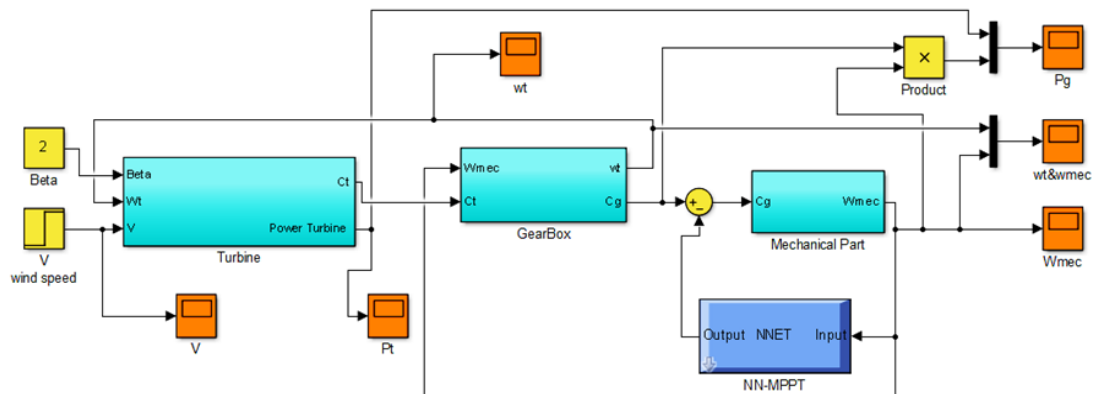 wt
×
Product
Pg
2
Beta
Beta
Wt
V
Ct
Power Turbine
Turbine
Wmec
Ct
wt
Cg
GearBox
+
−
Cg
Wmec
Mechanical Part
wt&wmec
Wmec
V
wind speed
V
Pt
Output
NNET
Input
NN-MPPT